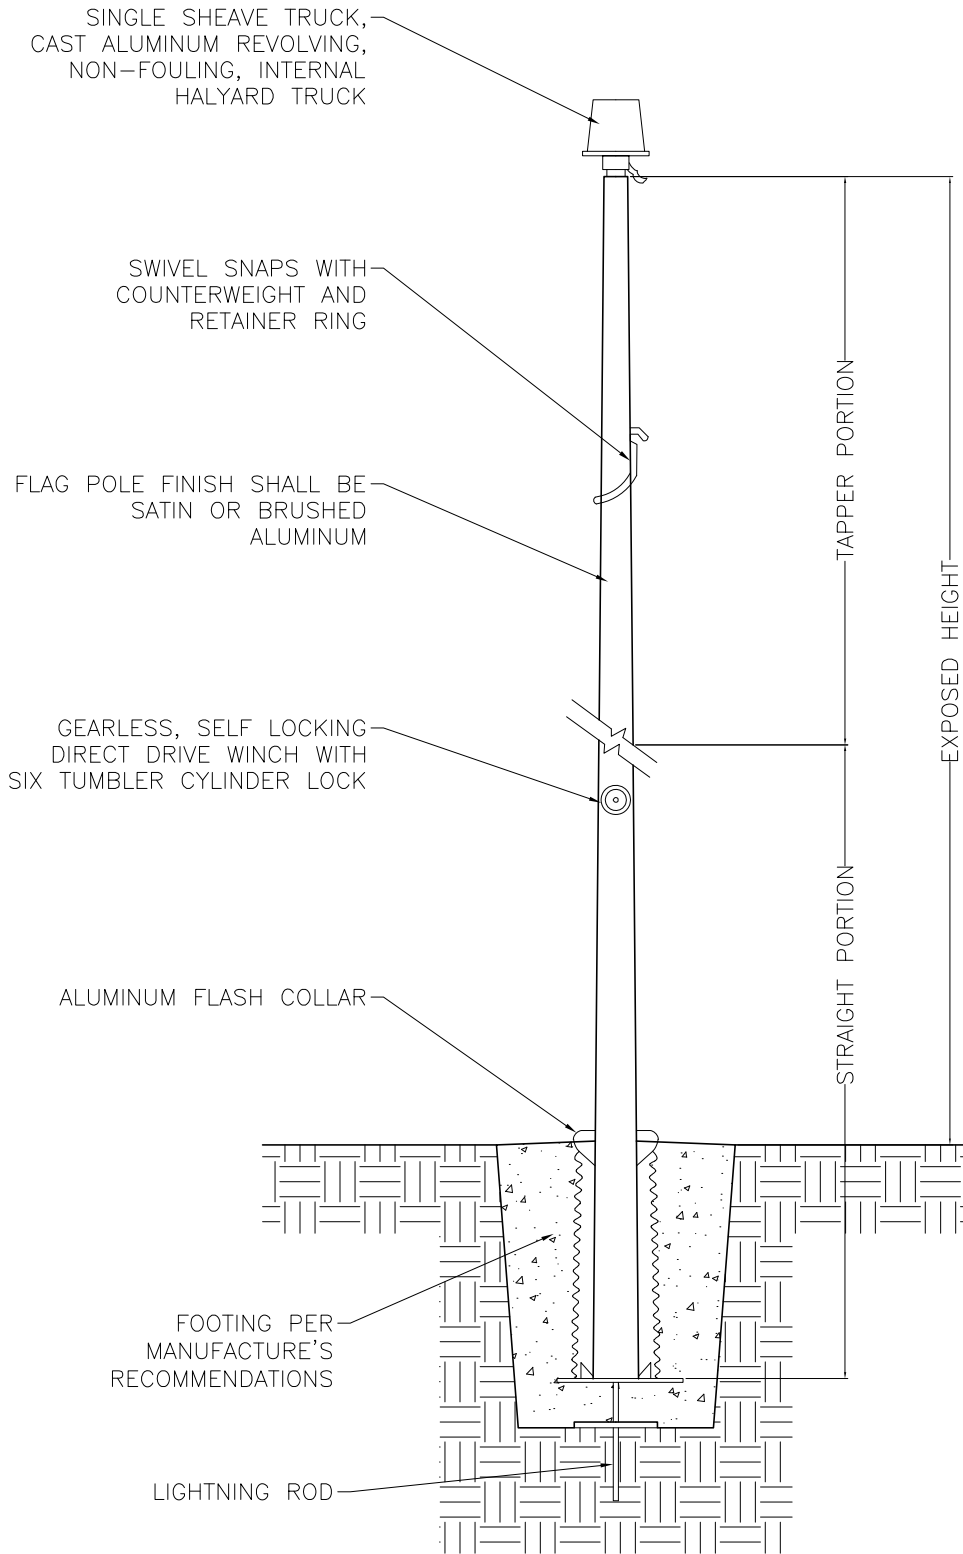 SINGLE SHEAVE TRUCK,
CAST ALUMINUM REVOLVING,
NON-FOULING, INTERNAL
HALYARD TRUCK
SWIVEL SNAPS WITH
COUNTERWEIGHT AND
RETAINER RING
FLAG POLE FINISH SHALL BE
SATIN OR BRUSHED
ALUMINUM
GEARLESS, SELF LOCKING
DIRECT DRIVE WINCH WITH
SIX TUMBLER CYLINDER LOCK
ALUMINUM FLASH COLLAR
FOOTING PER
MANUFACTURE'S
RECOMMENDATIONS
LIGHTNING ROD
TAPPER PORTION
STRAIGHT PORTION
EXPOSED HEIGHT